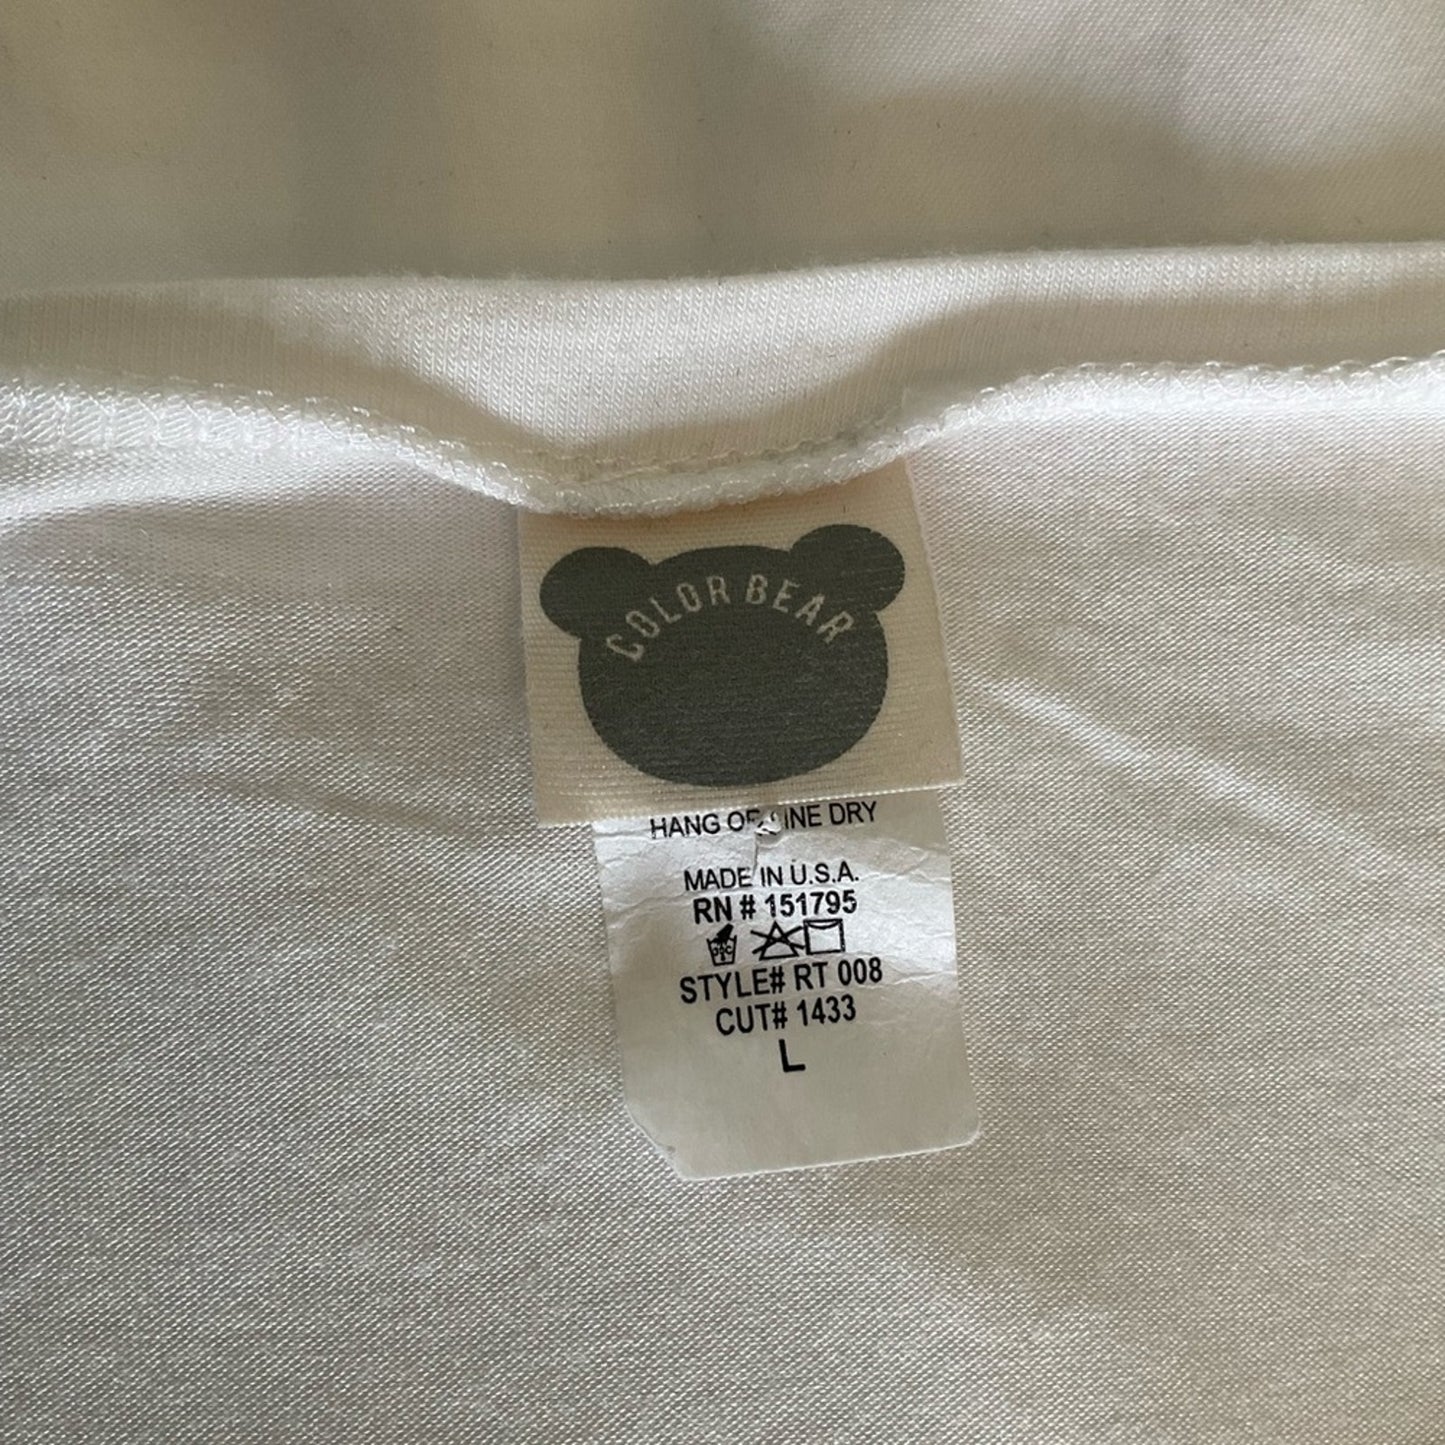 COLOR BEAR
HANG OR LINE DRY
MADE IN U.S.A.
RN # 151795
STYLE# RT 008
CUT# 1433
L